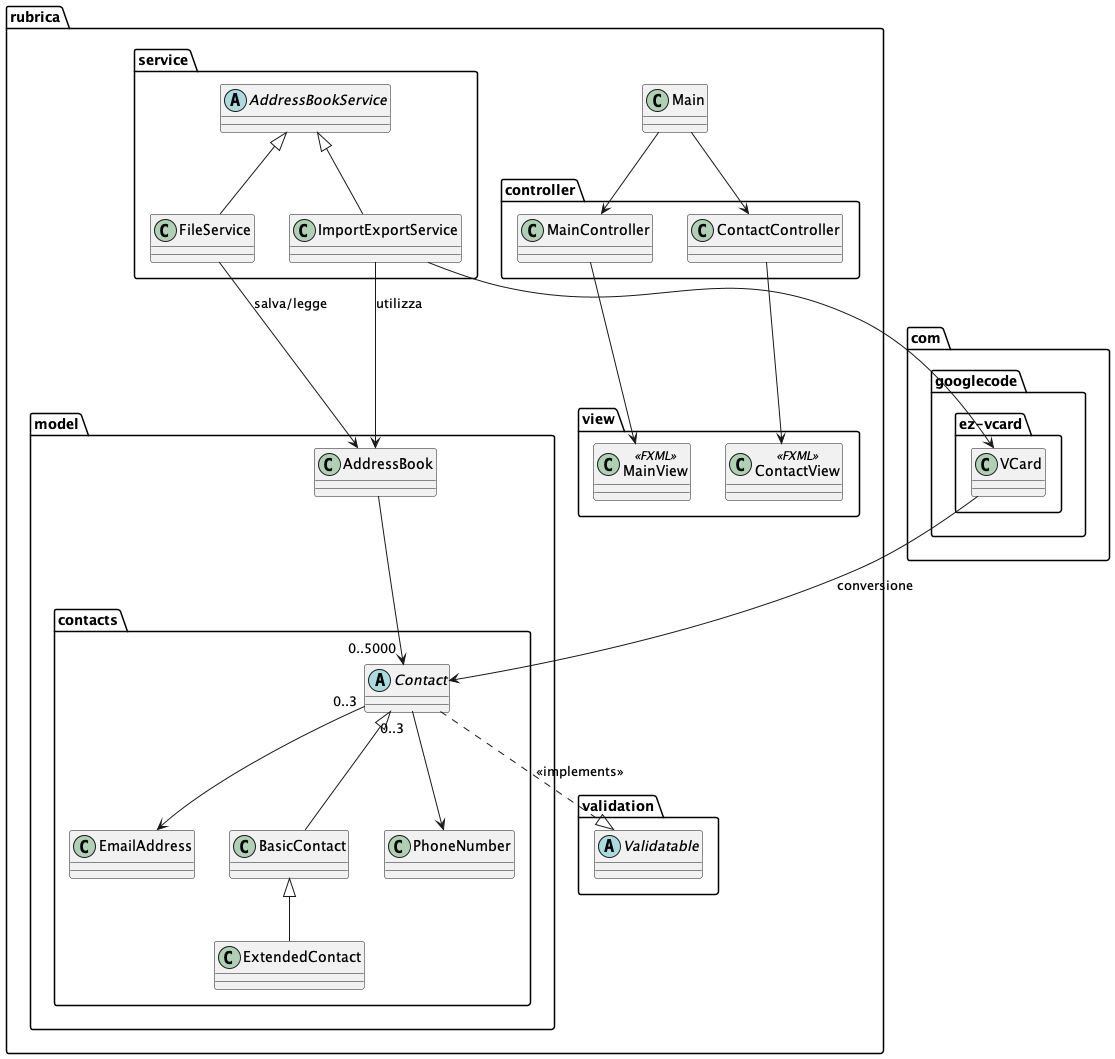 rubrica
service
A AddressBookService
C Main
controller
C FileService
C ImportExportService
C MainController
C ContactController
salva/legge
utilizza
com
googlecode
ez-vcard
C VCard
model
C AddressBook
view
C «FXML»
MainView
C «FXML»
ContactView
conversione
contacts
0..5000
A Contact
0..3
0..3
«implements»
validation
C EmailAddress
C BasicContact
C PhoneNumber
A Validatable
C ExtendedContact